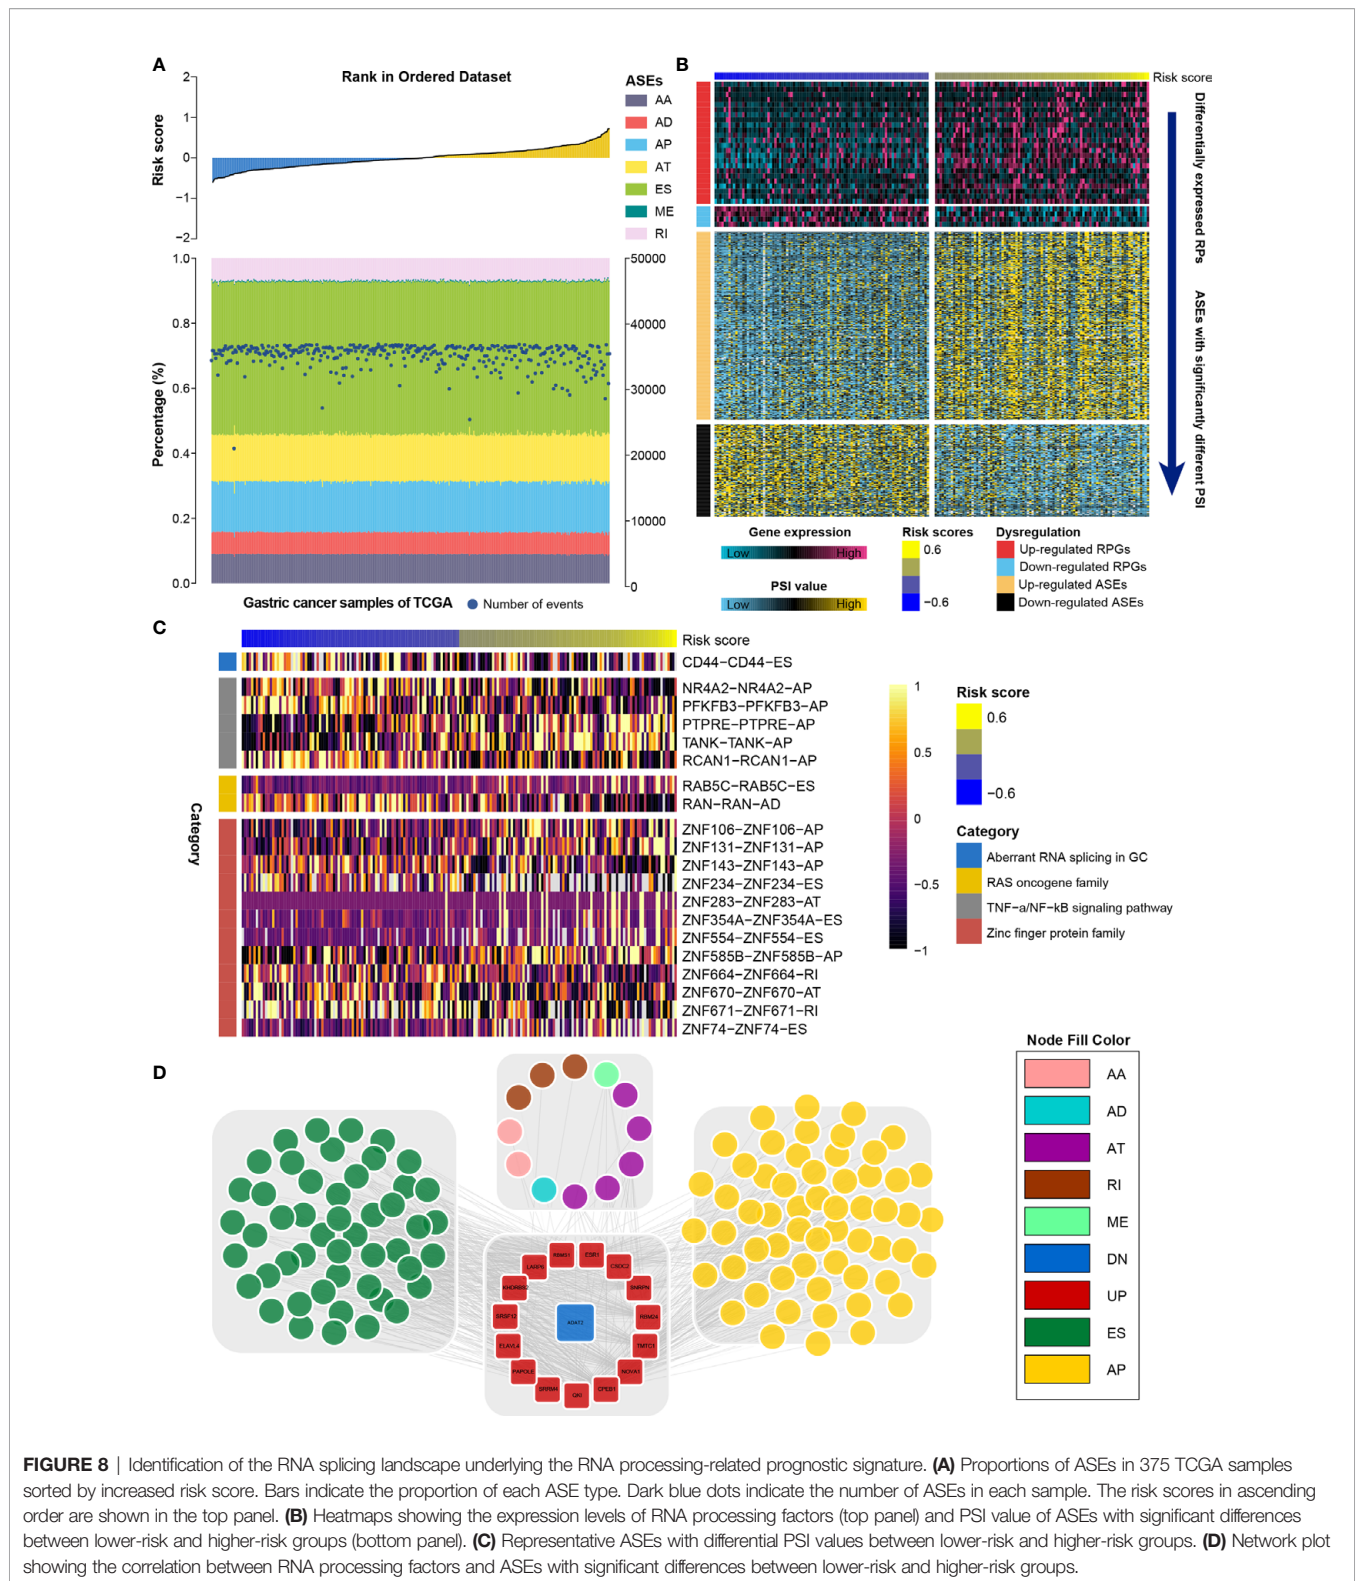 A
Rank in Ordered Dataset
2
1
0
−1
−2
Risk score
ASEs
AA
AD
AP
AT
ES
ME
RI
1.0
0.8
0.6
0.4
0.2
0.0
Percentage (%)
50000
40000
30000
20000
10000
0
Gastric cancer samples of TCGA
Number of events
B
Risk score
Differentially expressed RPs
ASEs with significantly different PSI
Gene expression
Low
High
PSI value
Low
High
Risk scores
0.6
−0.6
Dysregulation
Up-regulated RPGs
Down-regulated RPGs
Up-regulated ASEs
Down-regulated ASEs
C
Risk score
CD44−CD44−ES
NR4A2−NR4A2−AP
PFKFB3−PFKFB3−AP
PTPRE−PTPRE−AP
TANK−TANK−AP
RCAN1−RCAN1−AP
RAB5C−RAB5C−ES
RAN−RAN−AD
ZNF106−ZNF106−AP
ZNF131−ZNF131−AP
ZNF143−ZNF143−AP
ZNF234−ZNF234−ES
ZNF283−ZNF283−AT
ZNF354A−ZNF354A−ES
ZNF554−ZNF554−ES
ZNF585B−ZNF585B−AP
ZNF664−ZNF664−RI
ZNF670−ZNF670−AT
ZNF671−ZNF671−RI
ZNF74−ZNF74−ES
Category
1
0.5
0
−0.5
−1
Risk score
0.6
−0.6
Category
Aberrant RNA splicing in GC
RAS oncogene family
TNF−a/NF−kB signaling pathway
Zinc finger protein family
D
RBMS1
ESR1
LARP6
CSDC2
KHDRBS2
SNRPN
SRSF12
ADAT2
RBM24
ELAVL4
TMTC1
PAPOLB
NOVA1
SRRM4
QKI
CPEB1
Node Fill Color
AA
AD
AT
RI
ME
DN
UP
ES
AP
FIGURE 8 | Identification of the RNA splicing landscape underlying the RNA processing-related prognostic signature. (A) Proportions of ASEs in 375 TCGA samples
sorted by increased risk score. Bars indicate the proportion of each ASE type. Dark blue dots indicate the number of ASEs in each sample. The risk scores in ascending
order are shown in the top panel. (B) Heatmaps showing the expression levels of RNA processing factors (top panel) and PSI value of ASEs with significant differences
between lower-risk and higher-risk groups (bottom panel). (C) Representative ASEs with differential PSI values between lower-risk and higher-risk groups. (D) Network plot
showing the correlation between RNA processing factors and ASEs with significant differences between lower-risk and higher-risk groups.